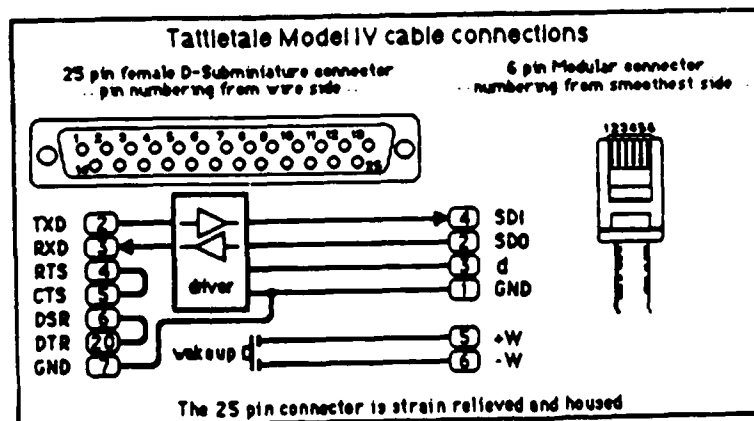 Tattletale Model IV cable connections
25 pin female D-Subminiature connector
.. pin numbering from wire side ..
6 pin Modular connector
.. numbering from smoothest side ..
1 2 3 4 5 6 7 8 9 10 11 12 13
14 25
123456
TXD 2
RXD 3
RTS 4
CTS 5
DSR 6
DTR 20
GND 7
driver
wakeup
4 SDI
2 SDO
3 d
1 GND
5 +W
6 -W
The 25 pin connector is strain relieved and housed